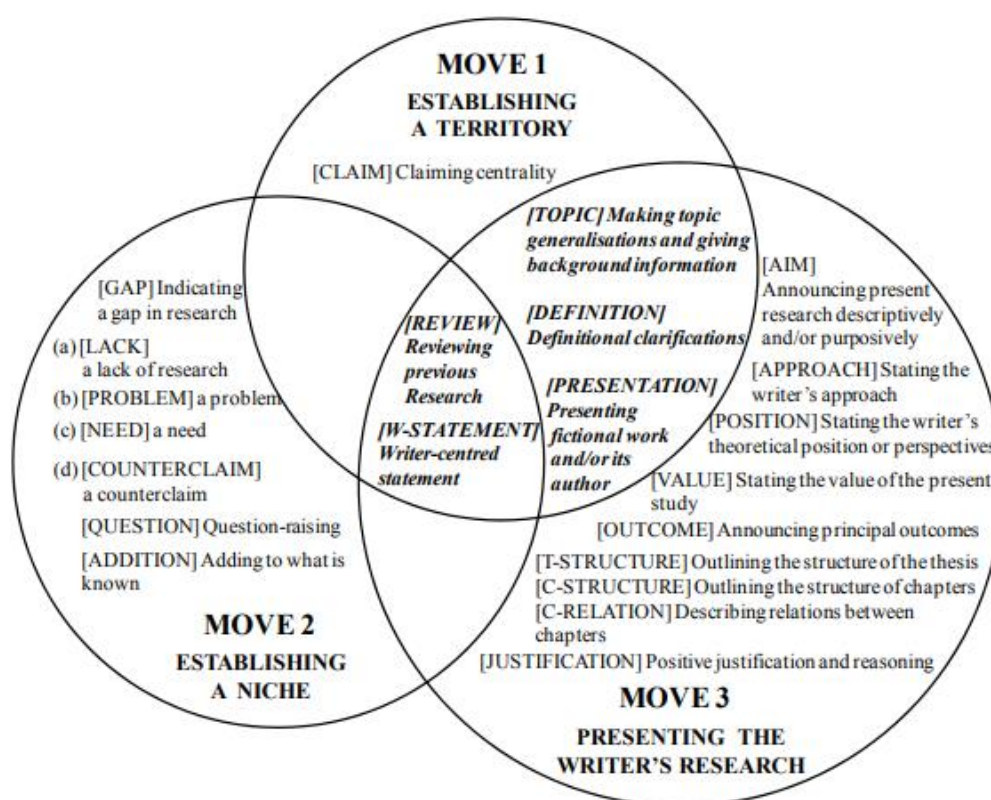 MOVE 1
ESTABLISHING
A TERRITORY
[CLAIM] Claiming centrality
[TOPIC] Making topic
generalisations and giving
background information
[DEFINITION]
Definitional clarifications
[PRESENTATION]
Presenting
fictional work
and/or its
author
[REVIEW]
Reviewing
previous
Research
[W-STATEMENT]
Writer-centred
statement
[GAP] Indicating
a gap in research
(a) [LACK]
a lack of research
(b) [PROBLEM] a problem
(c) [NEED] a need
(d) [COUNTERCLAIM]
a counterclaim
[QUESTION] Question-raising
[ADDITION] Adding to what is
known
MOVE 2
ESTABLISHING
A NICHE
[AIM]
Announcing present
research descriptively
and/or purposively
[APPROACH] Stating the
writer's approach
[POSITION] Stating the writer's
theoretical position or perspectives
[VALUE] Stating the value of the present
study
[OUTCOME] Announcing principal outcomes
[T-STRUCTURE] Outlining the structure of the thesis
[C-STRUCTURE] Outlining the structure of chapters
[C-RELATION] Describing relations between
chapters
[JUSTIFICATION] Positive justification and reasoning
MOVE 3
PRESENTING THE
WRITER'S RESEARCH